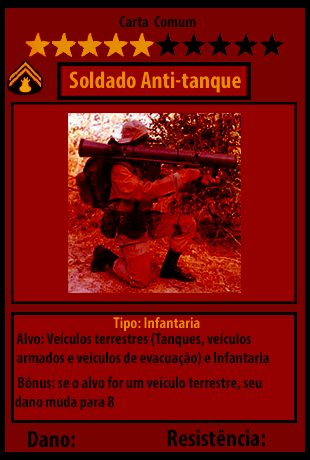 Carta Comum
Soldado Anti-tanque
Tipo: Infantaria
Alvo: Veículos terrestres (Tanques, veículos
armados e veículos de evacuação) e Infantaria
Bônus: se o alvo for um veículo terrestre, seu
dano muda para 8
Dano:
Resistência: